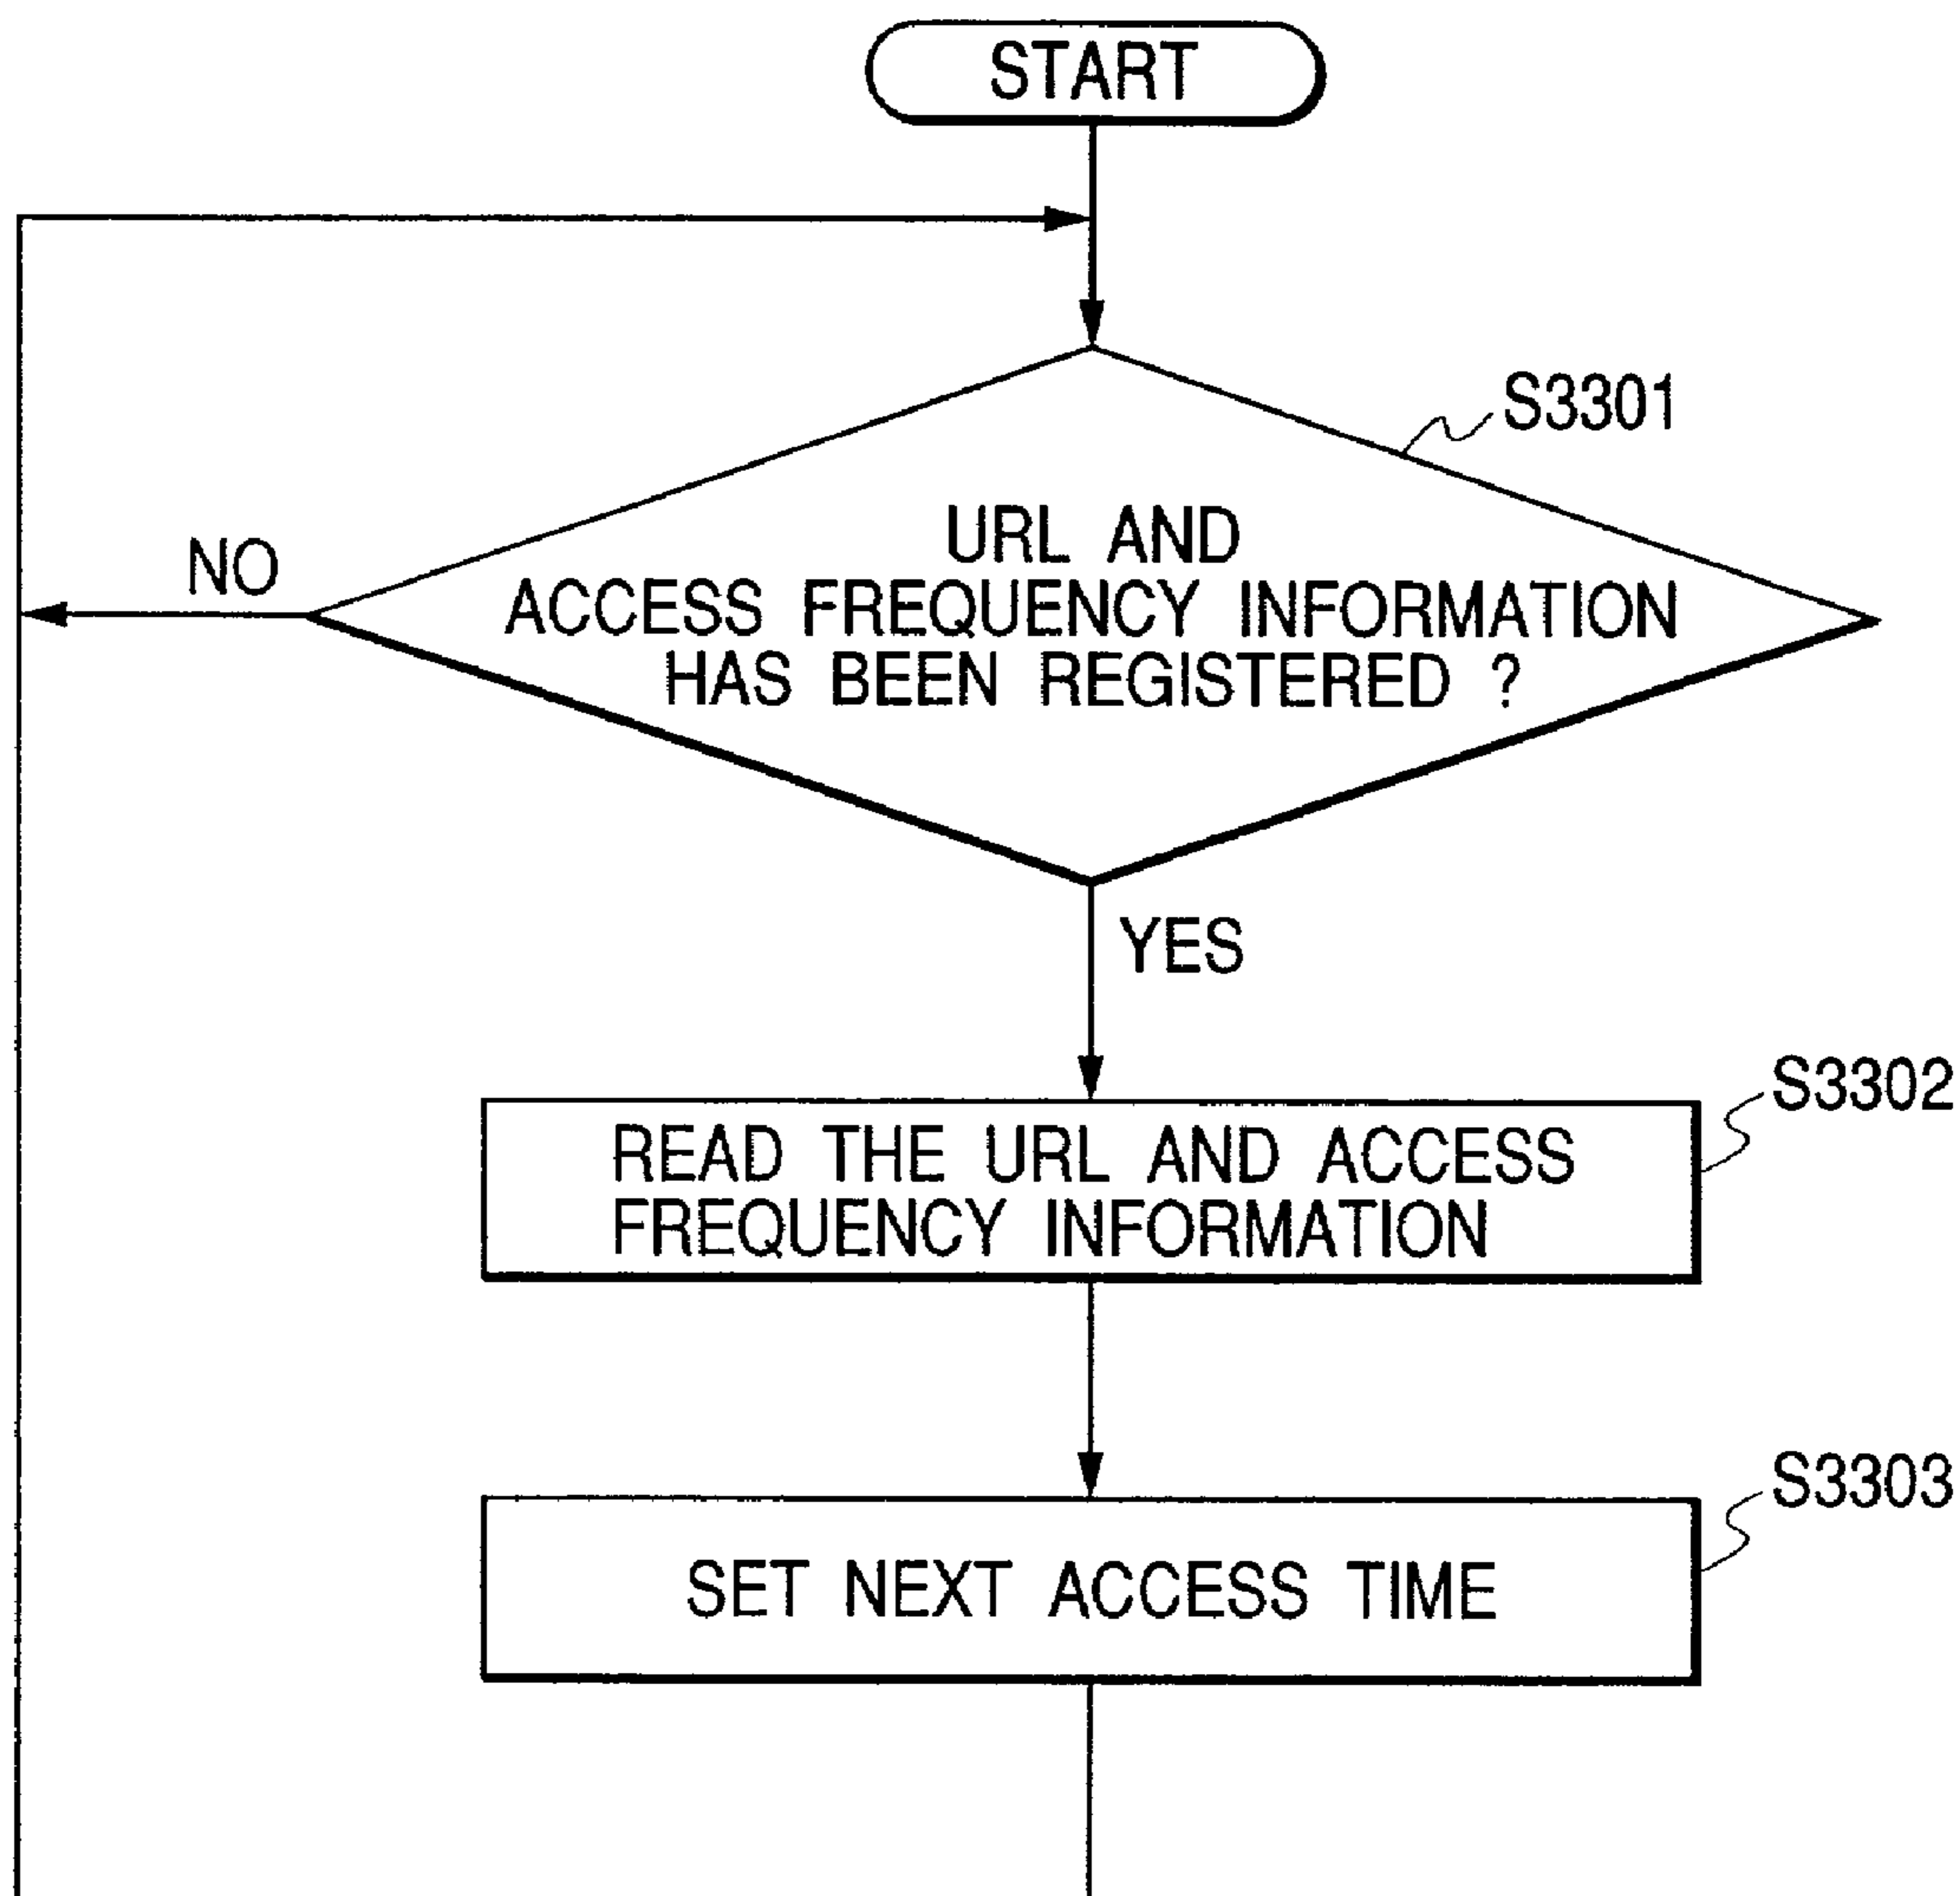 START
S3301
URL AND
ACCESS FREQUENCY INFORMATION
HAS BEEN REGISTERED ?
NO
YES
S3302
READ THE URL AND ACCESS
FREQUENCY INFORMATION
S3303
SET NEXT ACCESS TIME